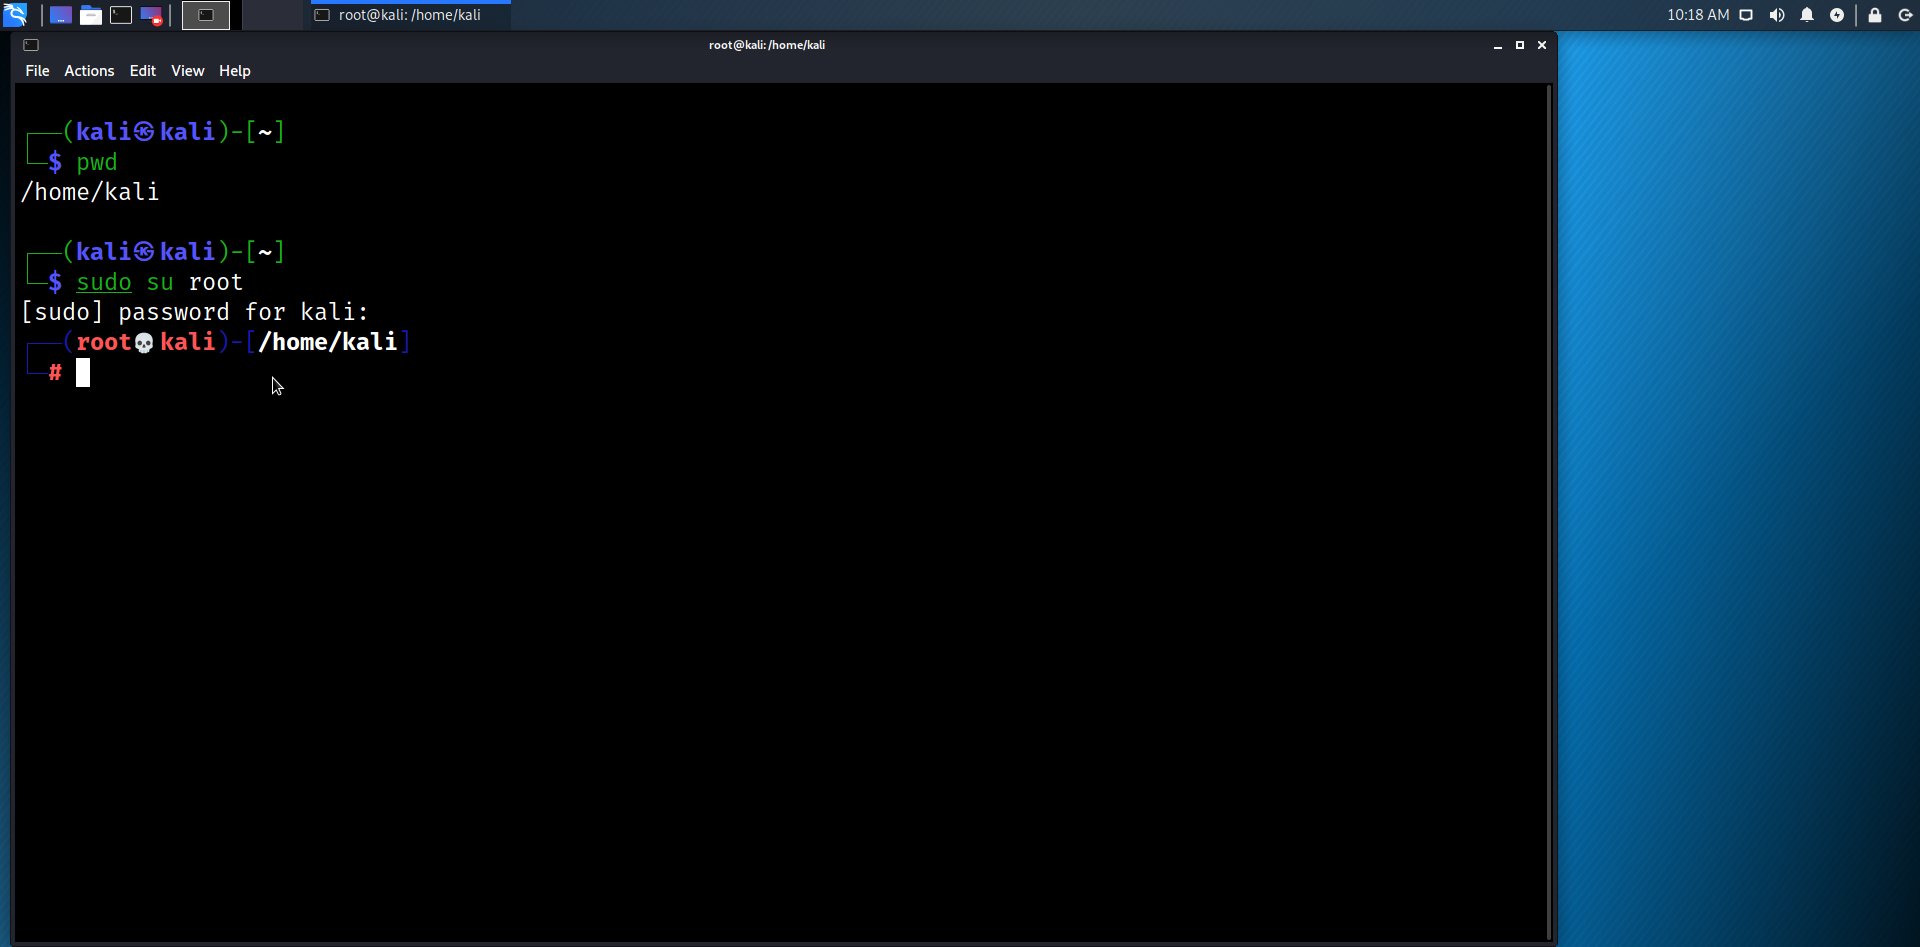 root@kali: /home/kali
10:18 AM
root@kali: /home/kali
File Actions Edit View Help
(kali㉿kali)-[~]
$ pwd
/home/kali
(kali㉿kali)-[~]
$ sudo su root
[sudo] password for kali:
(root💀kali)-[/home/kali]
#